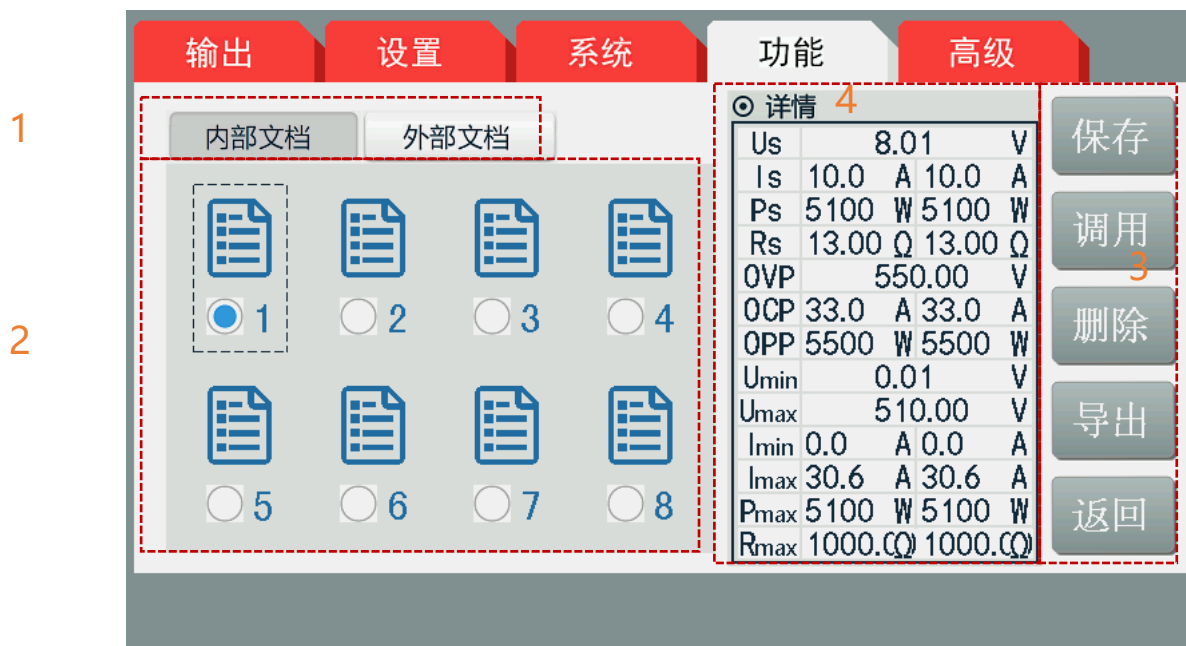 输出 设置 系统 功能 高级
1
内部文档 外部文档
2
1 2 3 4
5 6 7 8
详情 4
Us 8.01 V
Is 10.0 A 10.0 A
Ps 5100 W 5100 W
Rs 13.00 Ω 13.00 Ω
OVP 550.00 V
OCP 33.0 A 33.0 A
OPP 5500 W 5500 W
Umin 0.01 V
Umax 510.00 V
Imin 0.0 A 0.0 A
Imax 30.6 A 30.6 A
Pmax 5100 W 5100 W
Rmax 1000.(Ω) 1000.(Ω)
保存
调用
3
删除
导出
返回